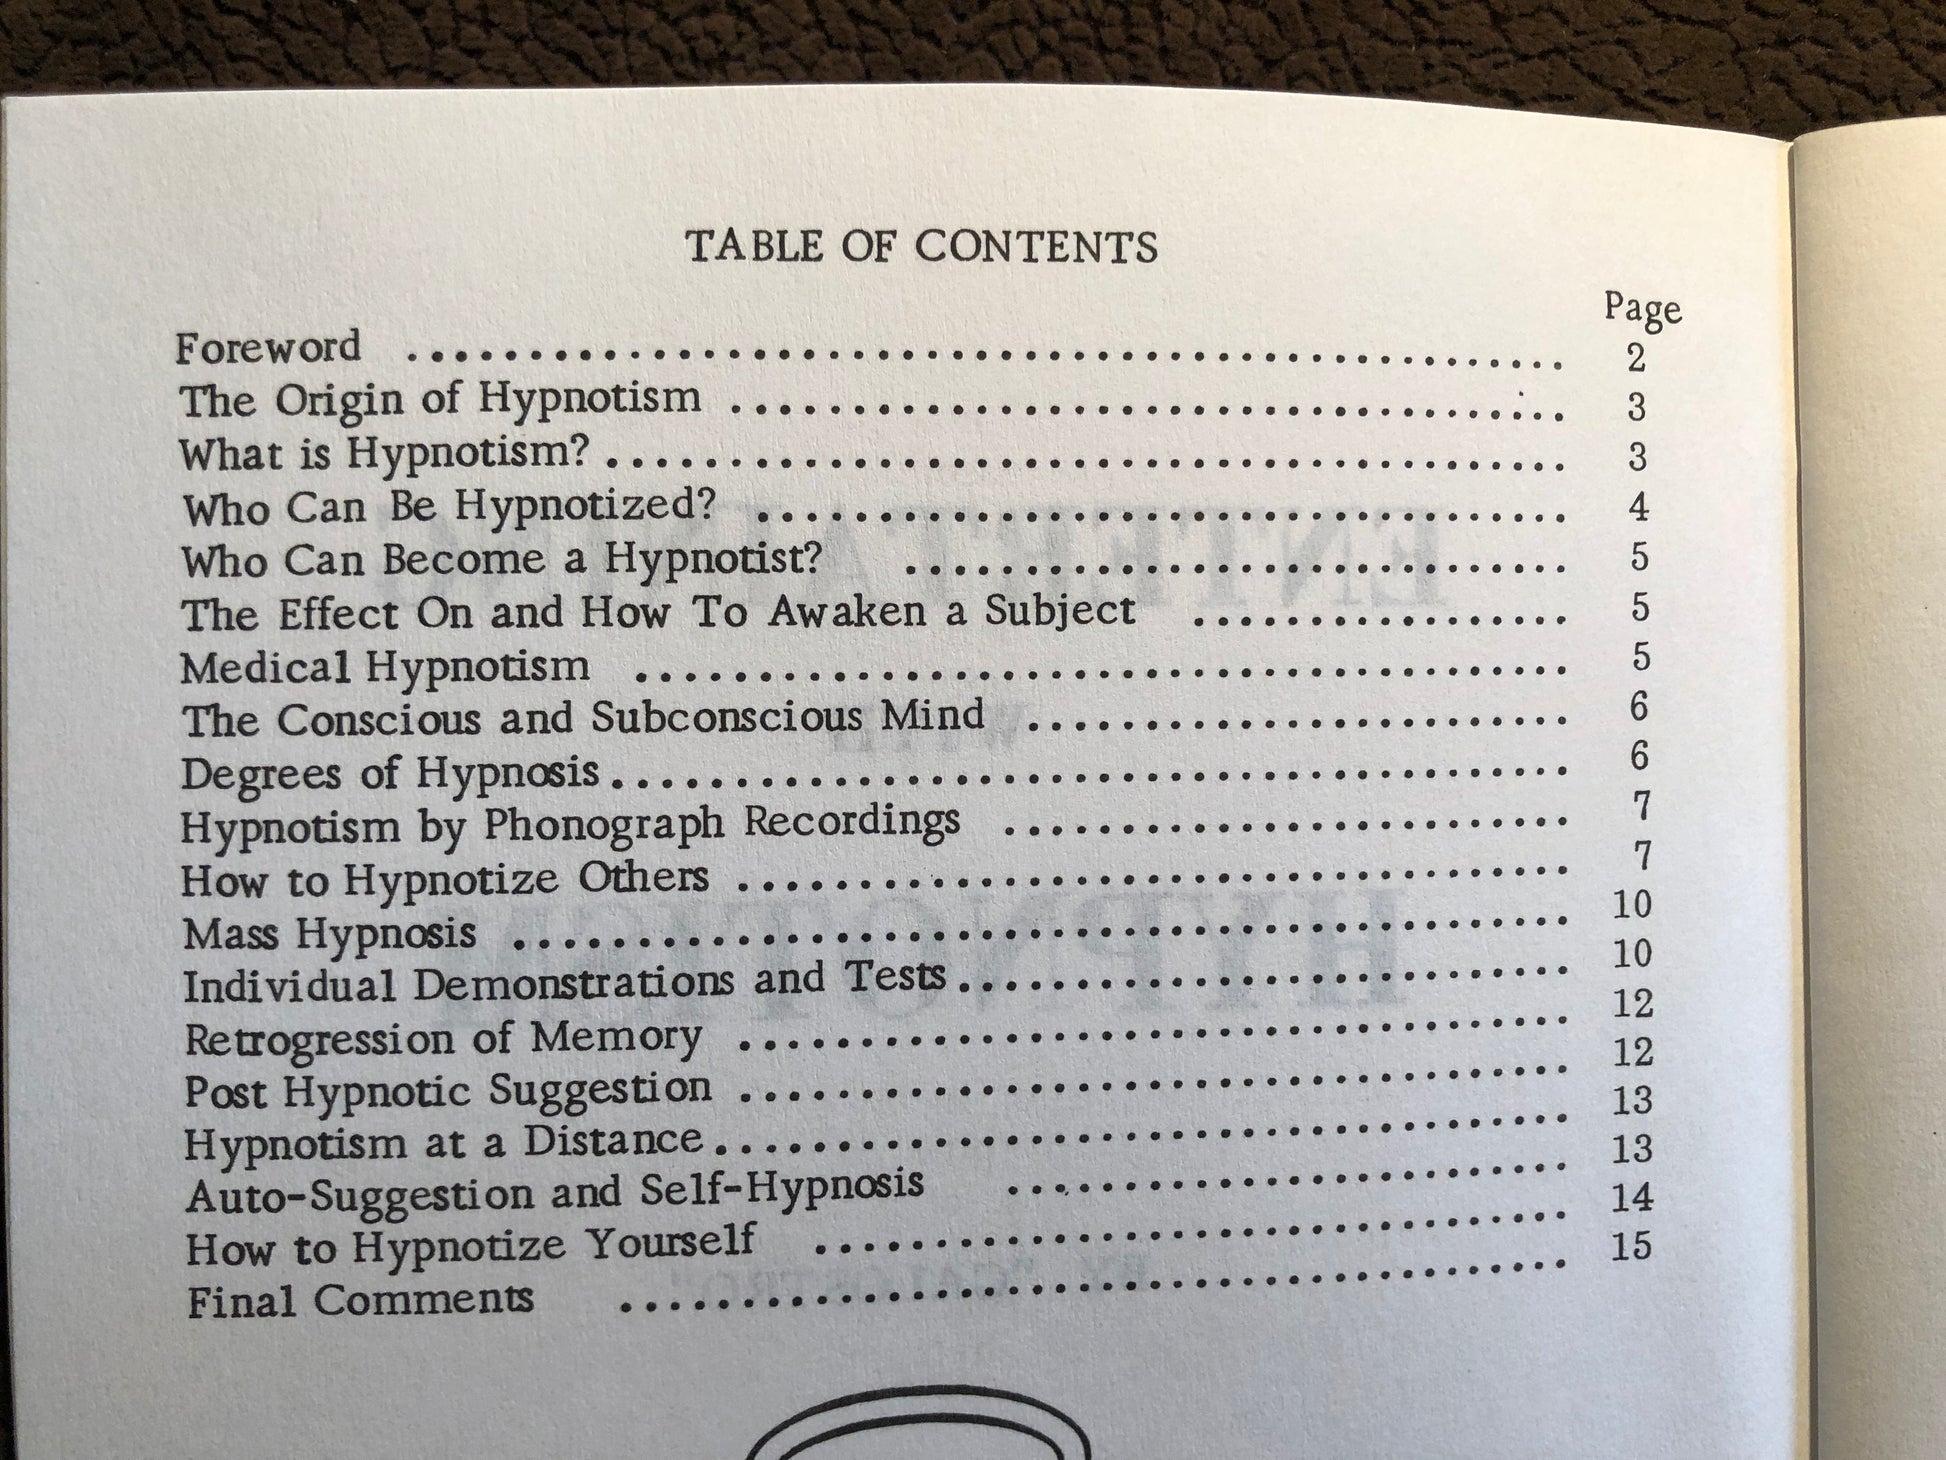 TABLE OF CONTENTS
Page
Foreword ........................................ 2
The Origin of Hypnotism ........................................ 3
What is Hypnotism? ........................................ 3
Who Can Be Hypnotized? ........................................ 4
Who Can Become a Hypnotist? ........................................ 5
The Effect On and How To Awaken a Subject ................ 5
Medical Hypnotism ........................................ 5
The Conscious and Subconscious Mind ...................... 6
Degrees of Hypnosis ........................................ 6
Hypnotism by Phonograph Recordings ....................... 7
How to Hypnotize Others .................................. 7
Mass Hypnosis ........................................ 10
Individual Demonstrations and Tests ......................... 10
Retrogression of Memory .................................. 12
Post Hypnotic Suggestion .................................. 12
Hypnotism at a Distance ................................... 13
Auto-Suggestion and Self-Hypnosis ....................... 13
How to Hypnotize Yourself ............................... 14
Final Comments ........................................ 15